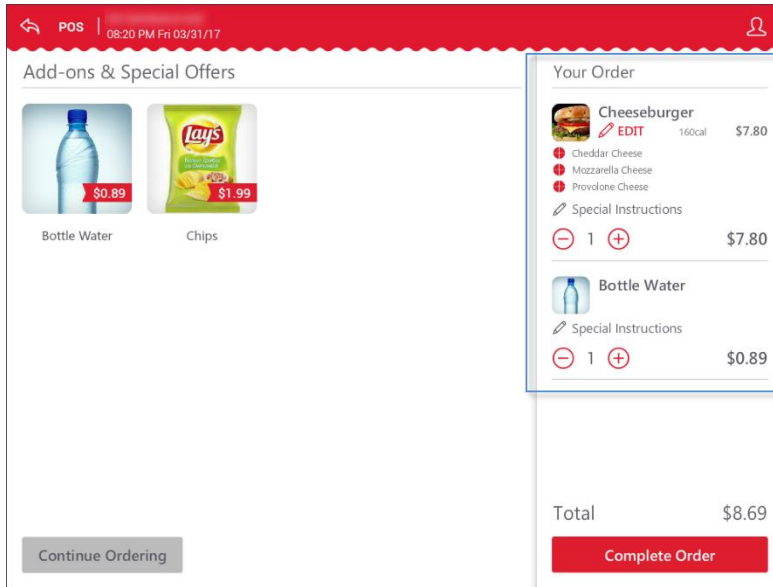 POS
08:20 PM Fri 03/31/17
Add-ons & Special Offers
Lay's
$0.89
$1.99
Bottle Water
Chips
Continue Ordering
Your Order
Cheeseburger
EDIT 160cal $7.80
Cheddar Cheese
Mozzarella Cheese
Provolone Cheese
Special Instructions
1 $7.80
Bottle Water
Special Instructions
1 $0.89
Total $8.69
Complete Order